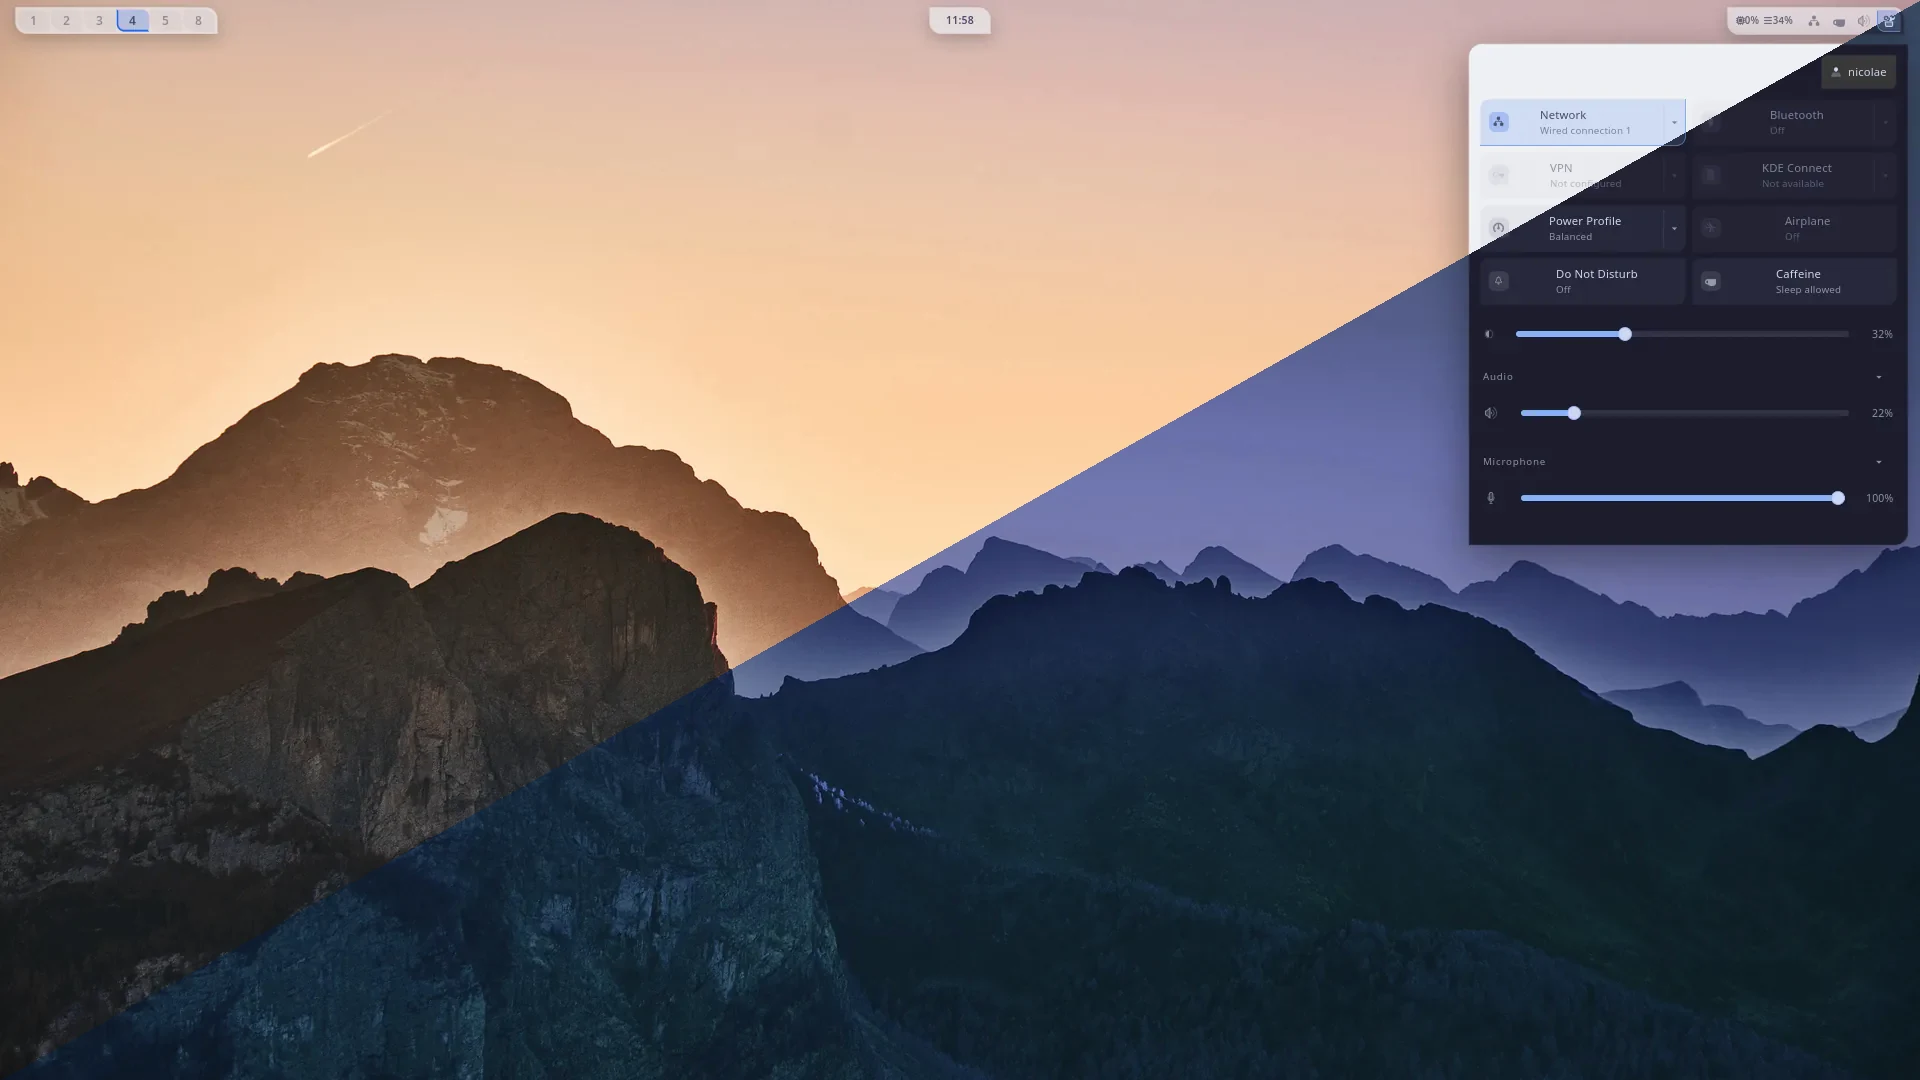 1 2 3 4 5 8
11:58
0% 34%
nicolae
Network
Wired connection 1
Bluetooth
Off
VPN
Not configured
KDE Connect
Not available
Power Profile
Balanced
Airplane
Off
Do Not Disturb
Off
Caffeine
Sleep allowed
32%
Audio
22%
Microphone
100%